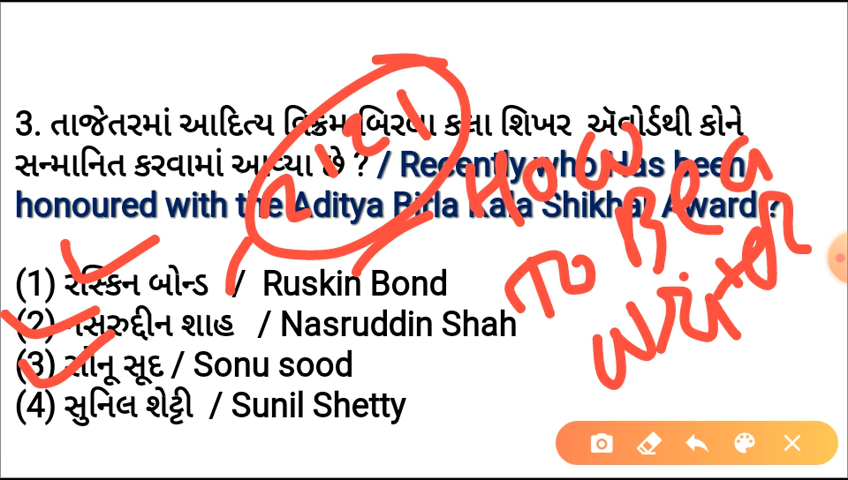 3. તાજેતરમાં આદિત્ય વિક્રમ બિરલા કલા શિખર ઍવોર્ડથી કોને
સન્માનિત કરવામાં આવ્યા છે ? / Recently who has been
honoured with the Aditya Birla Kala Shikhar Award ?
(1) રસ્કિન બોન્ડ / Ruskin Bond
(2) નસિરુદ્દીન શાહ / Nasruddin Shah
(3) સોનૂ સૂદ / Sonu sood
(4) સુનિલ શેટ્ટી / Sunil Shetty
How
To Be a
writer